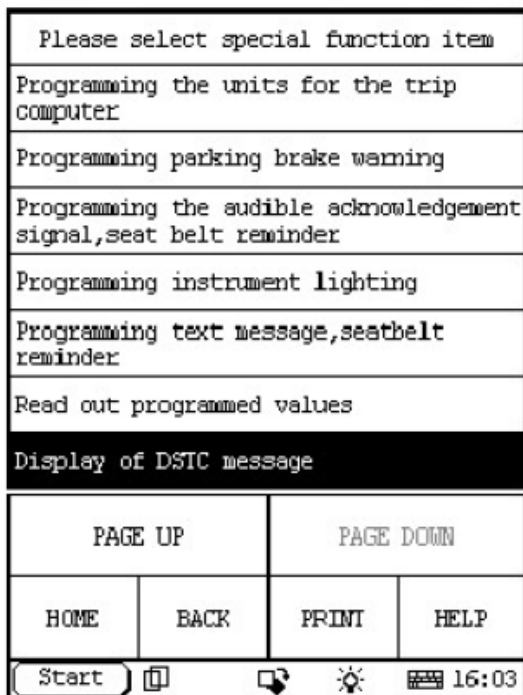 Please select special function item
Programming the units for the trip
computer
Programming parking brake warning
Programming the audible acknowledgement
signal,seat belt reminder
Programming instrument lighting
Programming text message,seatbelt
reminder
Read out programmed values
Display of DSTC message
PAGE UP PAGE DOWN
HOME BACK PRINT HELP
Start 16:03